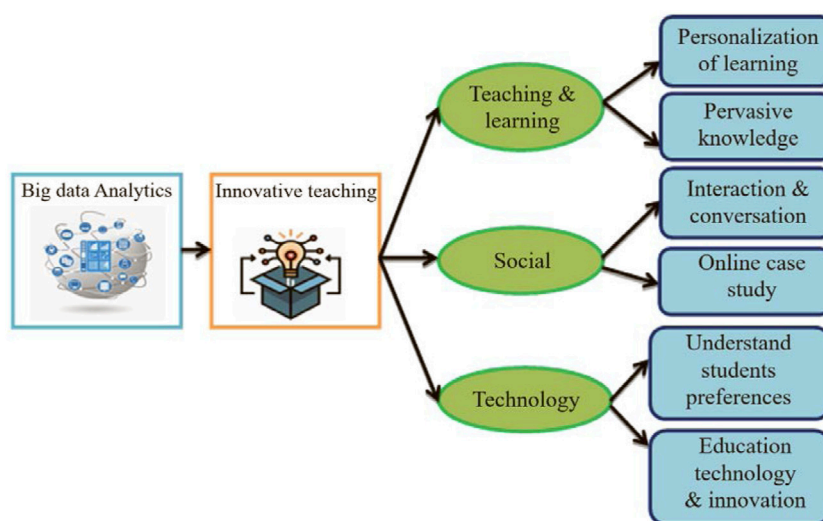 Big data Analytics
Innovative teaching
Teaching &
learning
Social
Technology
Personalization
of learning
Pervasive
knowledge
Interaction &
conversation
Online case
study
Understand
students
preferences
Education
technology
& innovation